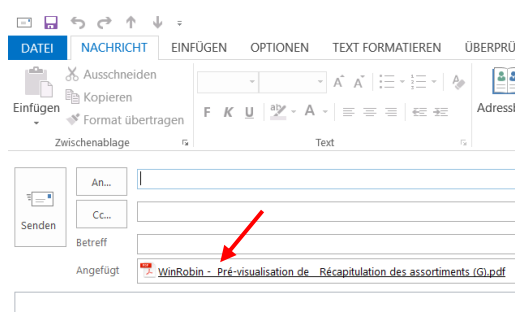 DATEI NACHRICHT EINFÜGEN OPTIONEN TEXT FORMATIEREN ÜBERPRÜ
Ausschneiden
Kopieren
Format übertragen
Einfügen
F K U aby A
Adressb
Zwischenablage Text
An...
Cc...
Senden
Betreff
Angefügt WinRobin - Pré-visualisation de Récapitulation des assortiments (G).pdf